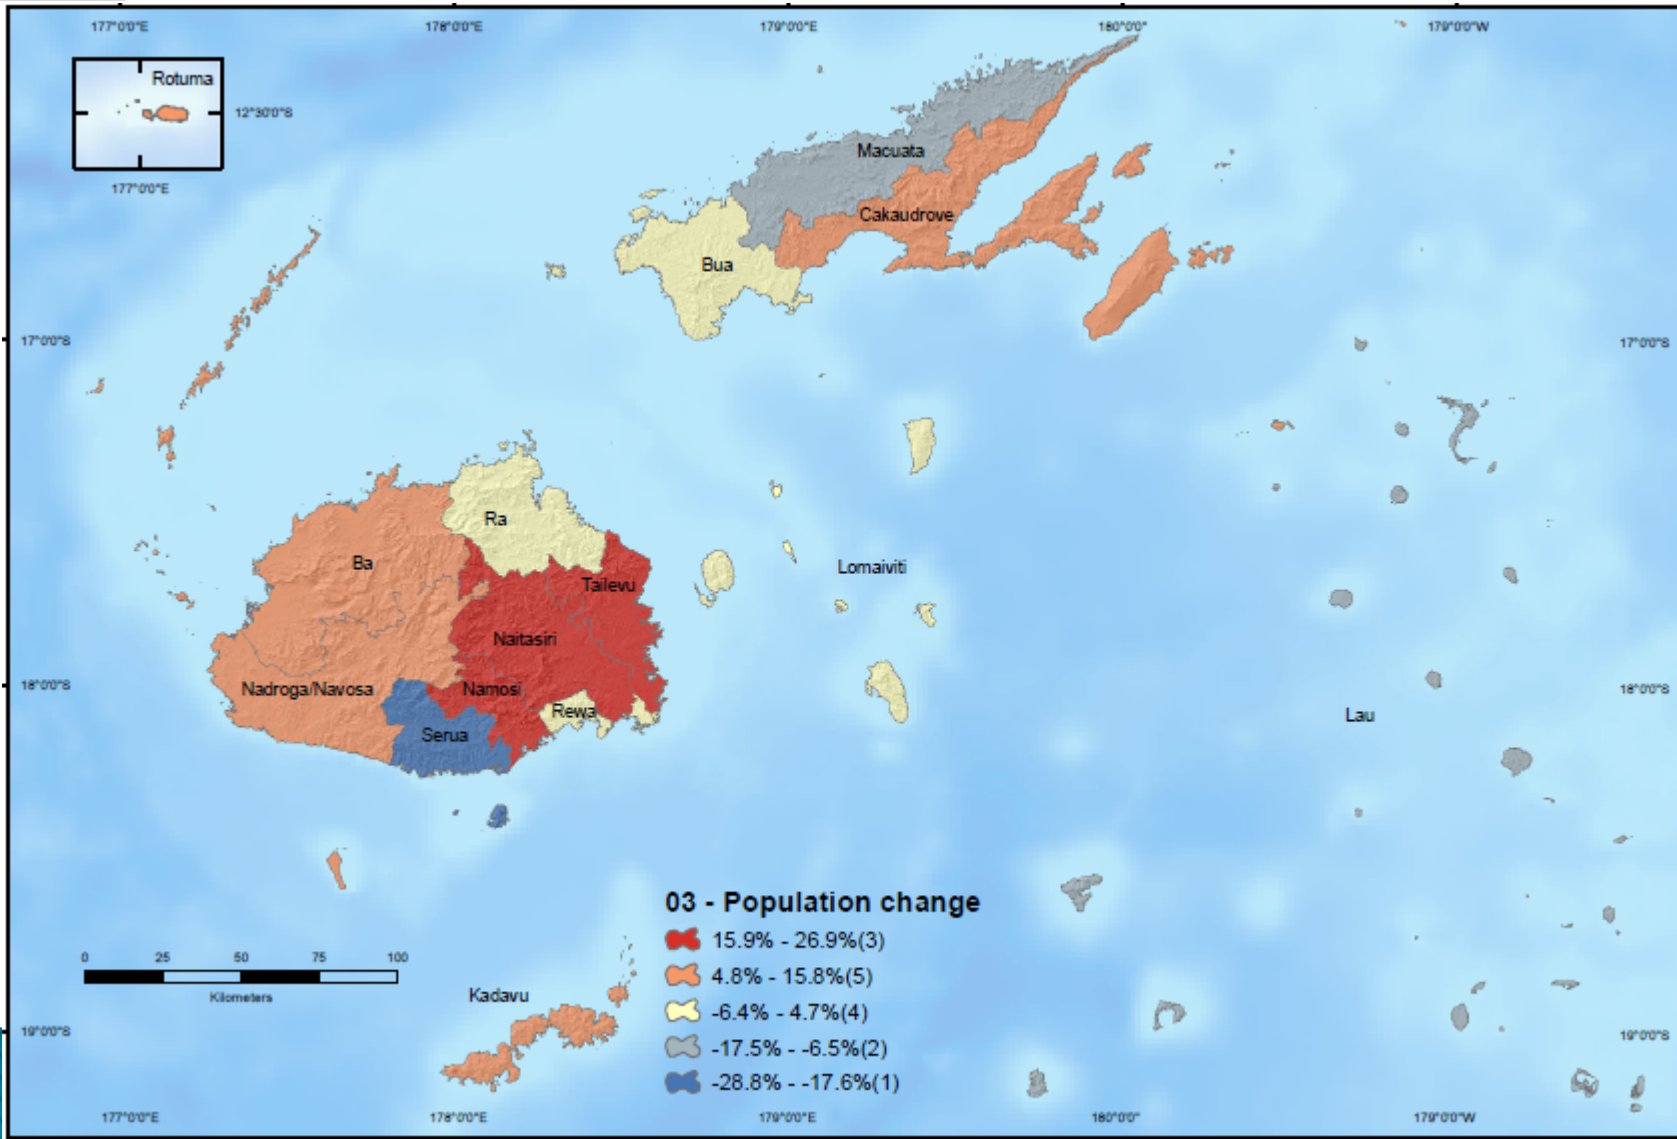 177°0'0"E 178°0'0"E 179°0'0"E 180°0'0" 179°0'0"W
Rotuma
12°30'0"S
177°0'0"E
Macuata
Cakaudrove
Bua
17°0'0"S 17°0'0"S
Ra
Ba
Lomaiviti
Tailevu
Naitasiri
Nadroga/Navosa Namosi
18°0'0"S 18°0'0"S
Rewa
Lau
Serua
03 - Population change
15.9% - 26.9%(3)
4.8% - 15.8%(5)
-6.4% - 4.7%(4)
-17.5% - -6.5%(2)
-28.8% - -17.6%(1)
0 25 50 75 100
Kilometers
Kadavu
19°0'0"S 19°0'0"S
177°0'0"E 178°0'0"E 179°0'0"E 180°0'0" 179°0'0"W